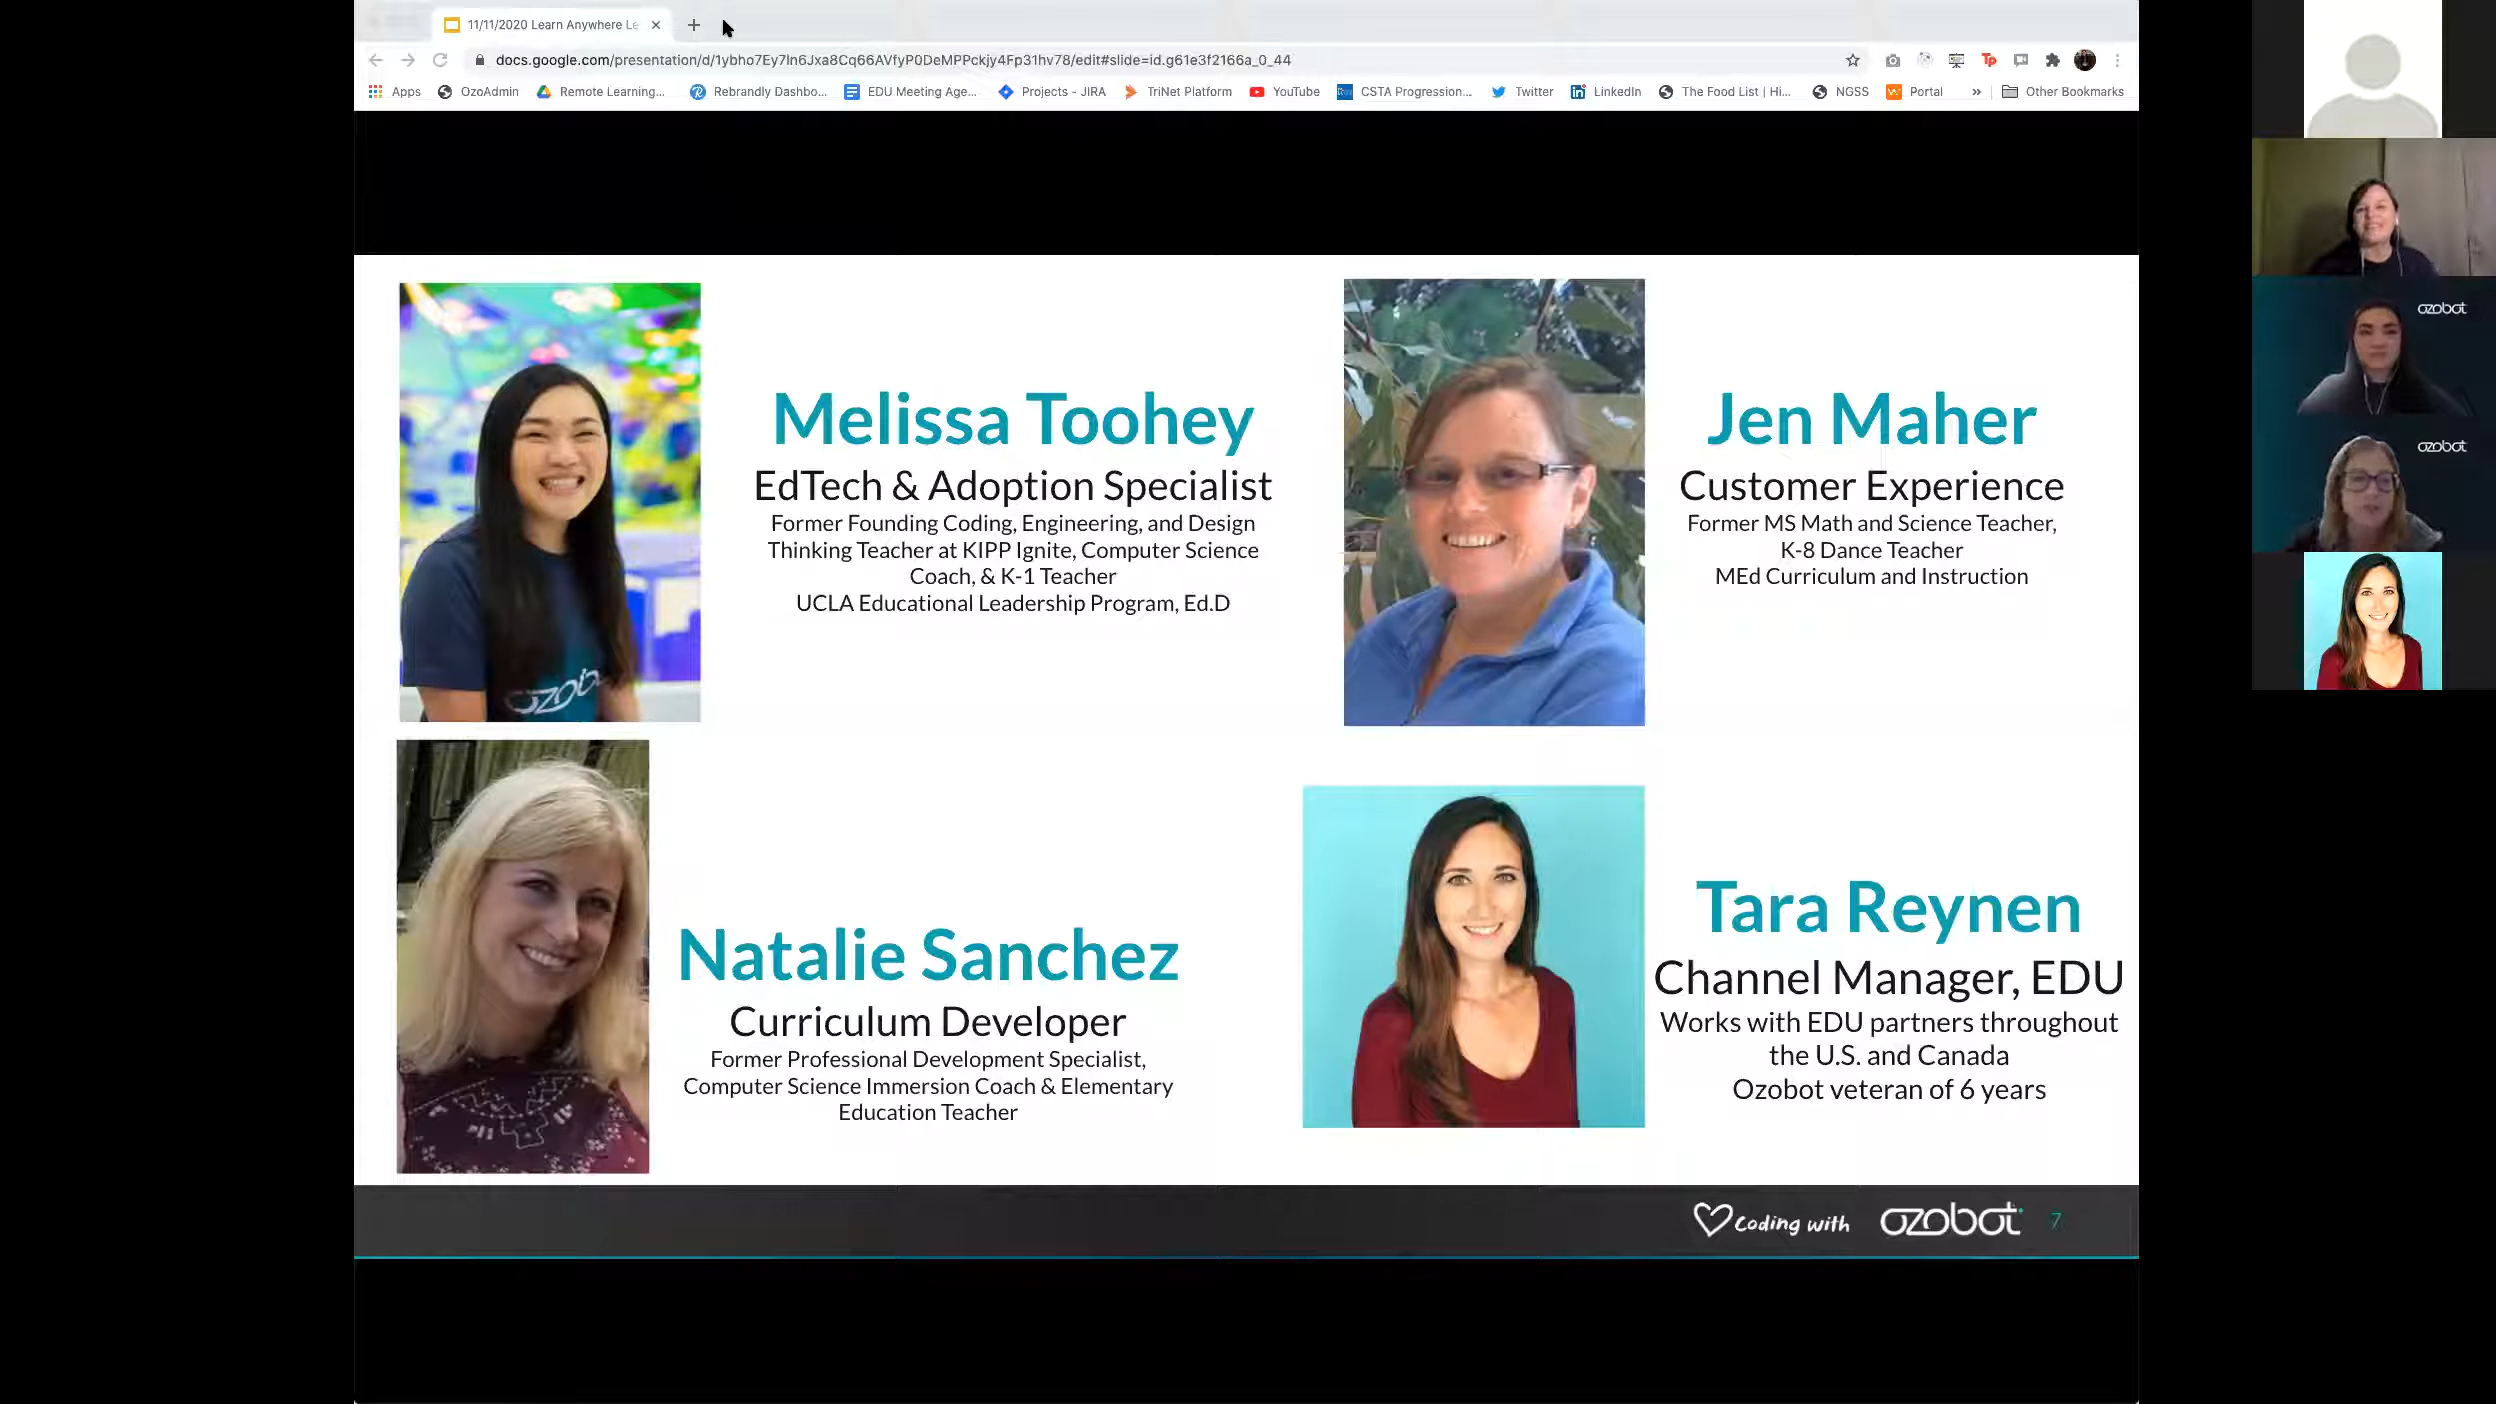 11/11/2020 Learn Anywhere Le
docs.google.com/presentation/d/1ybho7Ey7ln6Jxa8Cq66AVfyP0DeMPPckjy4Fp31hv78/edit#slide=id.g61e3f2166a_0_44
Apps OzoAdmin Remote Learning... Rebrandly Dashbo... EDU Meeting Age... Projects - JIRA TriNet Platform YouTube CSTA Progression... Twitter LinkedIn The Food List | Hi... NGSS Portal » Other Bookmarks
Melissa Toohey
EdTech & Adoption Specialist
Former Founding Coding, Engineering, and Design
Thinking Teacher at KIPP Ignite, Computer Science
Coach, & K-1 Teacher
UCLA Educational Leadership Program, Ed.D
Jen Maher
Customer Experience
Former MS Math and Science Teacher,
K-8 Dance Teacher
MEd Curriculum and Instruction
Natalie Sanchez
Curriculum Developer
Former Professional Development Specialist,
Computer Science Immersion Coach & Elementary
Education Teacher
Tara Reynen
Channel Manager, EDU
Works with EDU partners throughout
the U.S. and Canada
Ozobot veteran of 6 years
Coding with ozobot 7
ozobot
ozobot
ozobot